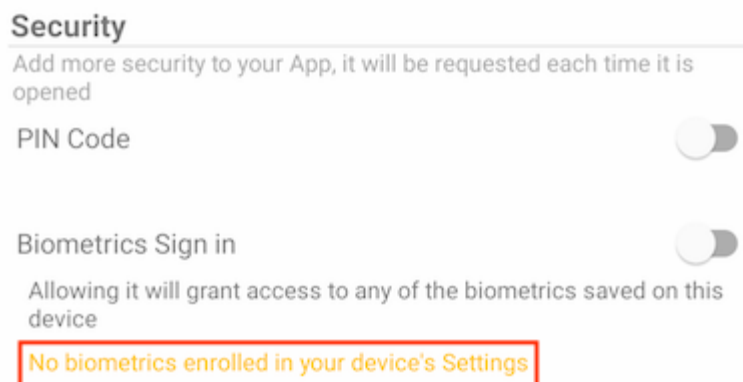 Security
Add more security to your App, it will be requested each time it is
opened
PIN Code
Biometrics Sign in
Allowing it will grant access to any of the biometrics saved on this
device
No biometrics enrolled in your device's Settings